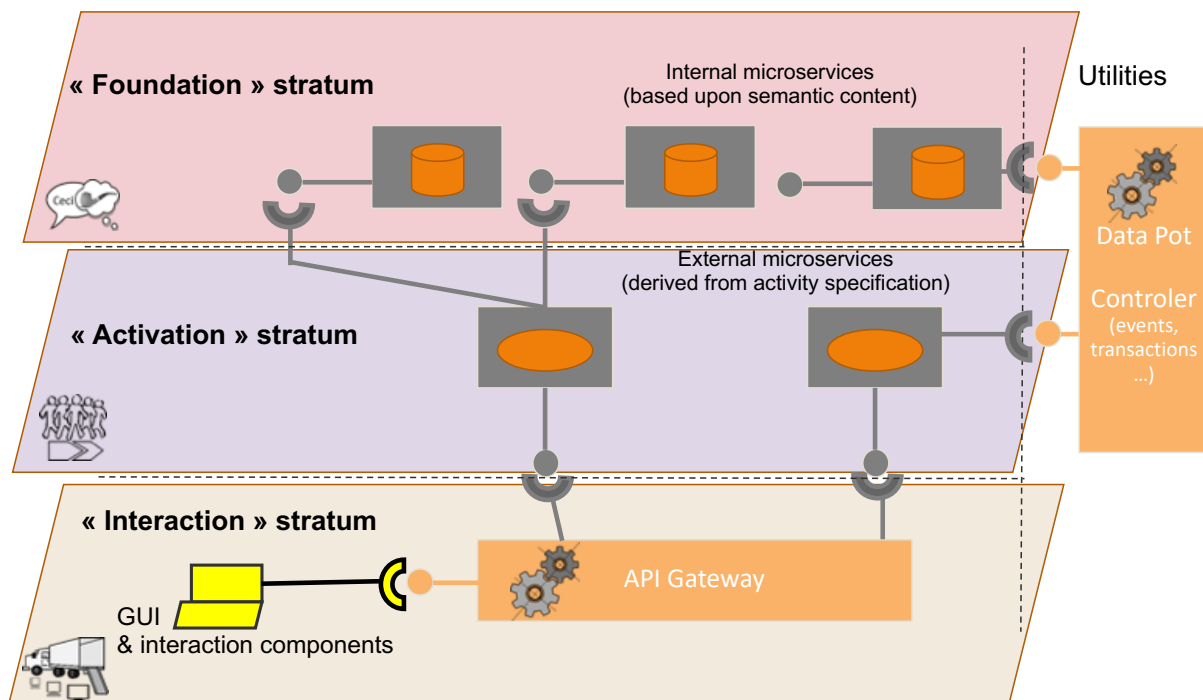 « Foundation » stratum
Internal microservices
(based upon semantic content)
Utilities
Ceci
Data Pot
External microservices
(derived from activity specification)
Controler
(events,
transactions
...)
« Activation » stratum
« Interaction » stratum
API Gateway
GUI
& interaction components